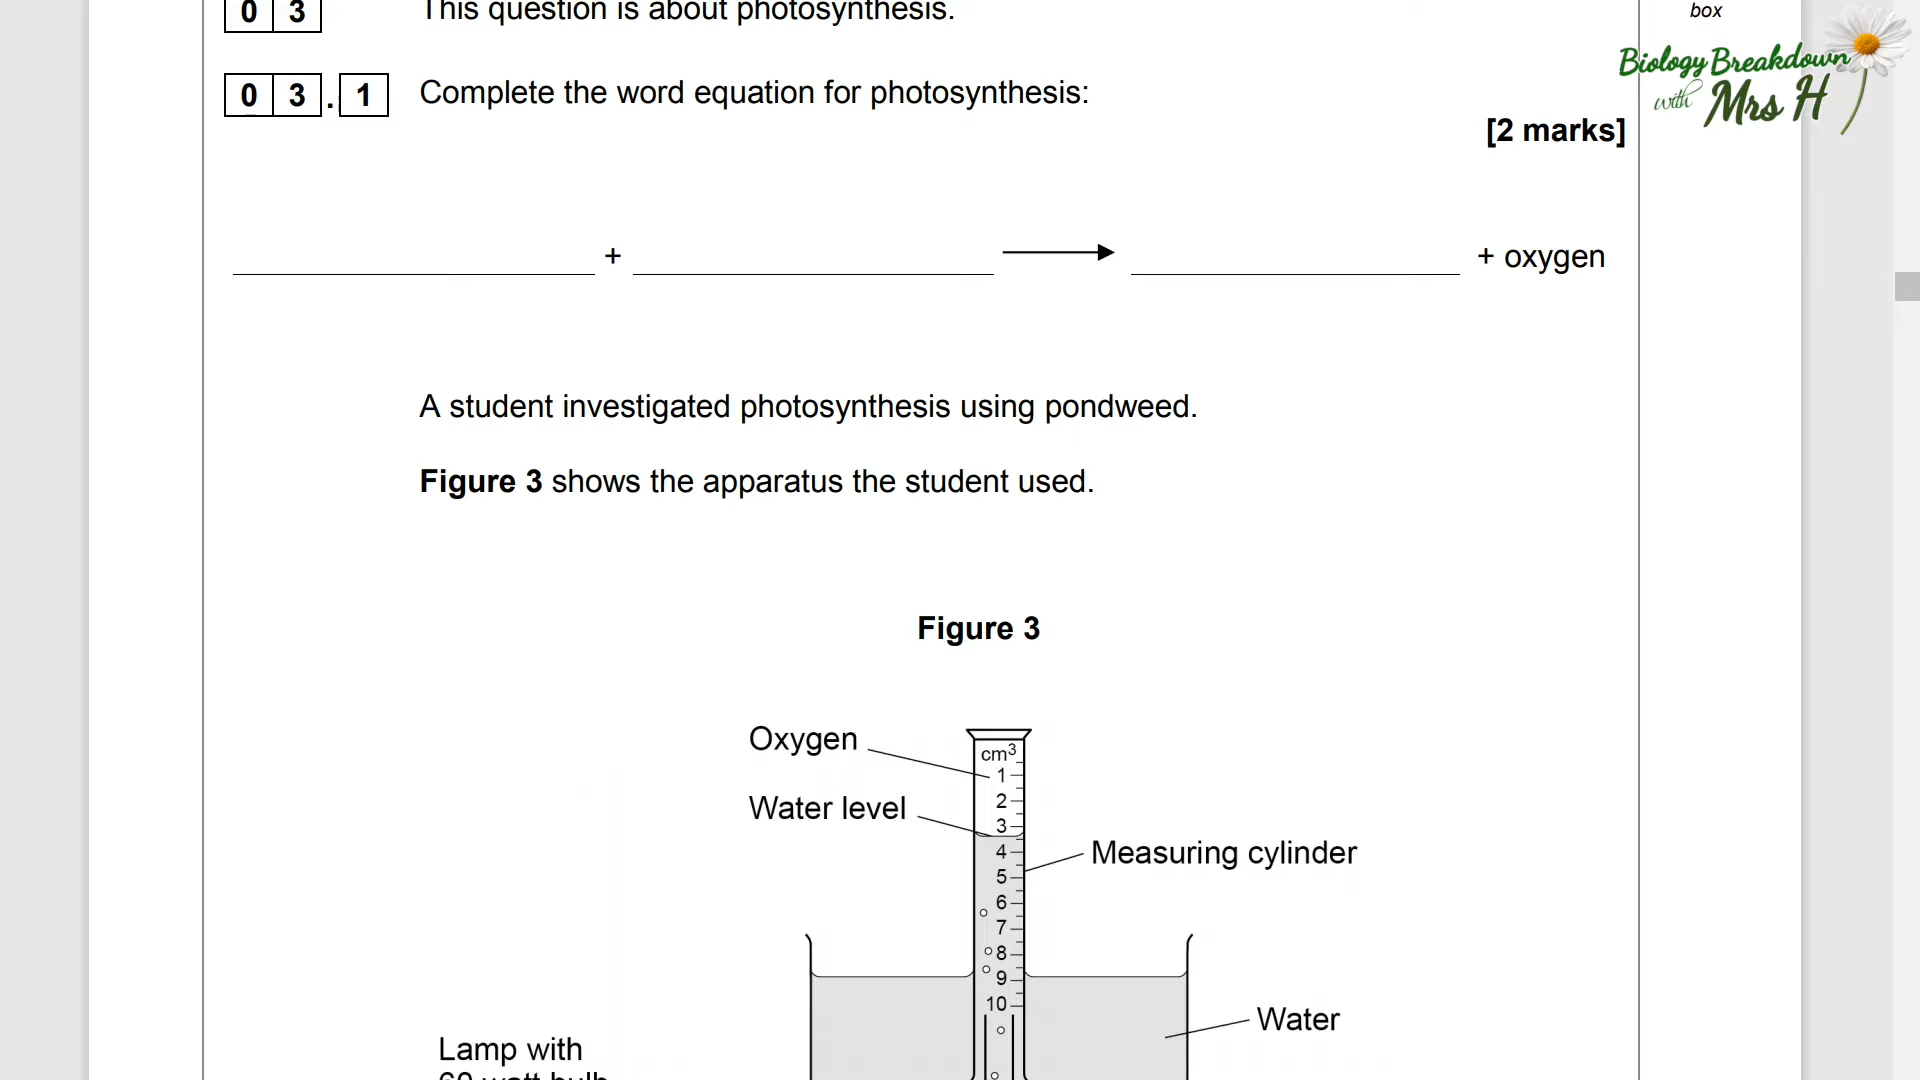 0 3 This question is about photosynthesis.
box
Biology Breakdown
with Mrs H
0 3 . 1 Complete the word equation for photosynthesis:
[2 marks]
+ + oxygen
A student investigated photosynthesis using pondweed.
Figure 3 shows the apparatus the student used.
Figure 3
Oxygen
cm³
1
Water level
2
3
4
Measuring cylinder
5
6
7
8
9
10
Water
Lamp with
60 watt bulb